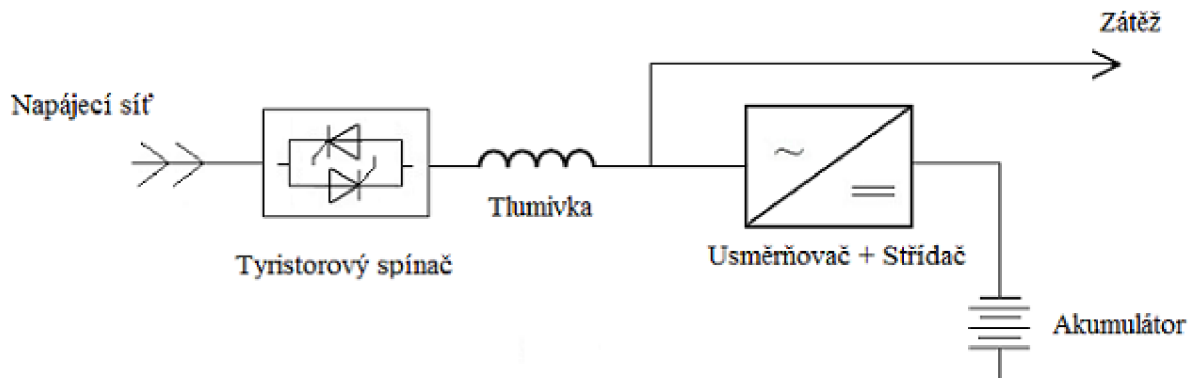 Zátěž
Napájecí síť
Tlumivka
Tyristorový spínač
Usměrňovač + Střídač
Akumulátor